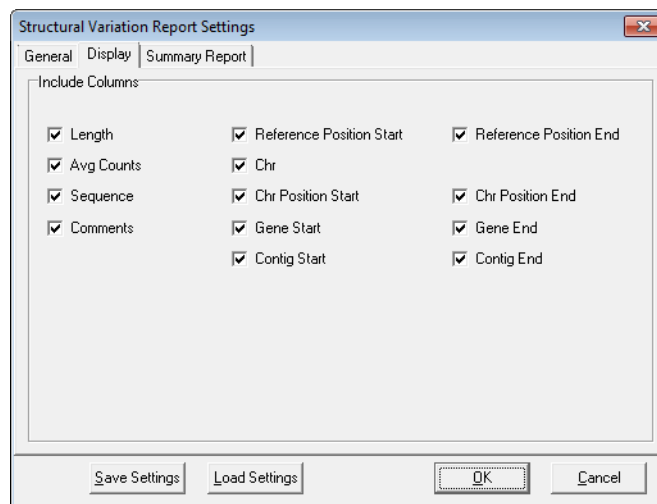 Structural Variation Report Settings
General Display Summary Report
Include Columns
Length Reference Position Start Reference Position End
Avg Counts Chr
Sequence Chr Position Start Chr Position End
Comments Gene Start Gene End
Contig Start Contig End
Save Settings Load Settings OK Cancel